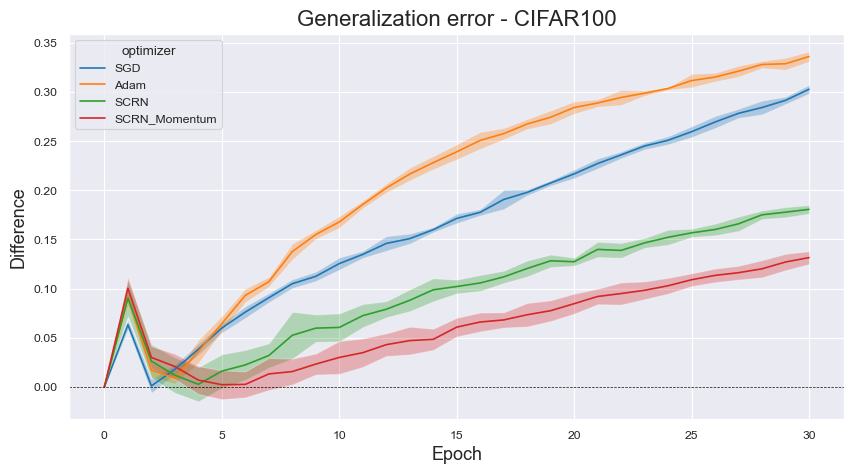 Generalization error - CIFAR100
optimizer
SGD
Adam
SCRN
SCRN_Momentum
Difference
0.35
0.30
0.25
0.20
0.15
0.10
0.05
0.00
0 5 10 15 20 25 30
Epoch